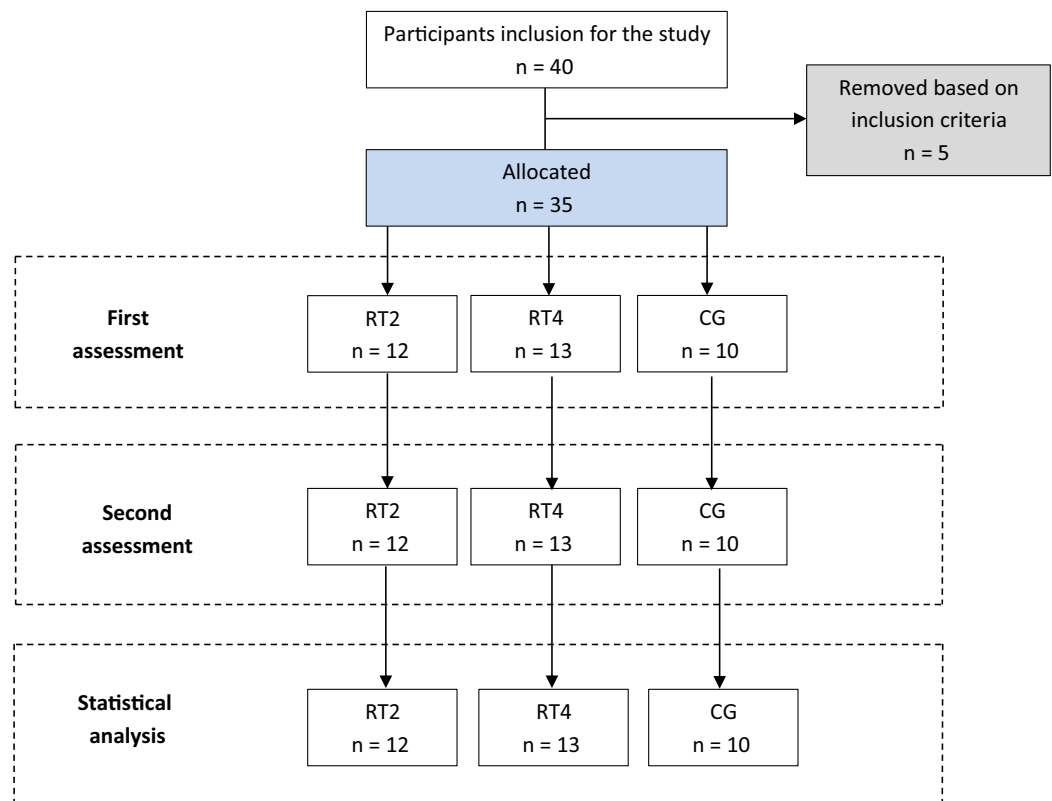 Participants inclusion for the study
n = 40
Removed based on
inclusion criteria
n = 5
Allocated
n = 35
First
assessment
RT2
n = 12
RT4
n = 13
CG
n = 10
Second
assessment
RT2
n = 12
RT4
n = 13
CG
n = 10
Statistical
analysis
RT2
n = 12
RT4
n = 13
CG
n = 10